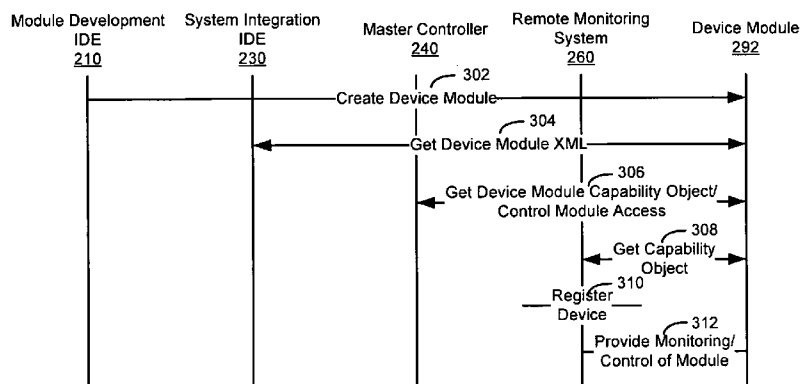 Module Development
IDE
210
System Integration
IDE
230
Master Controller
240
Remote Monitoring
System
260
Device Module
292
302
Create Device Module
304
Get Device Module XML
306
Get Device Module Capability Object/
Control Module Access
308
Get Capability
Object
310
Register
Device
312
Provide Monitoring/
Control of Module